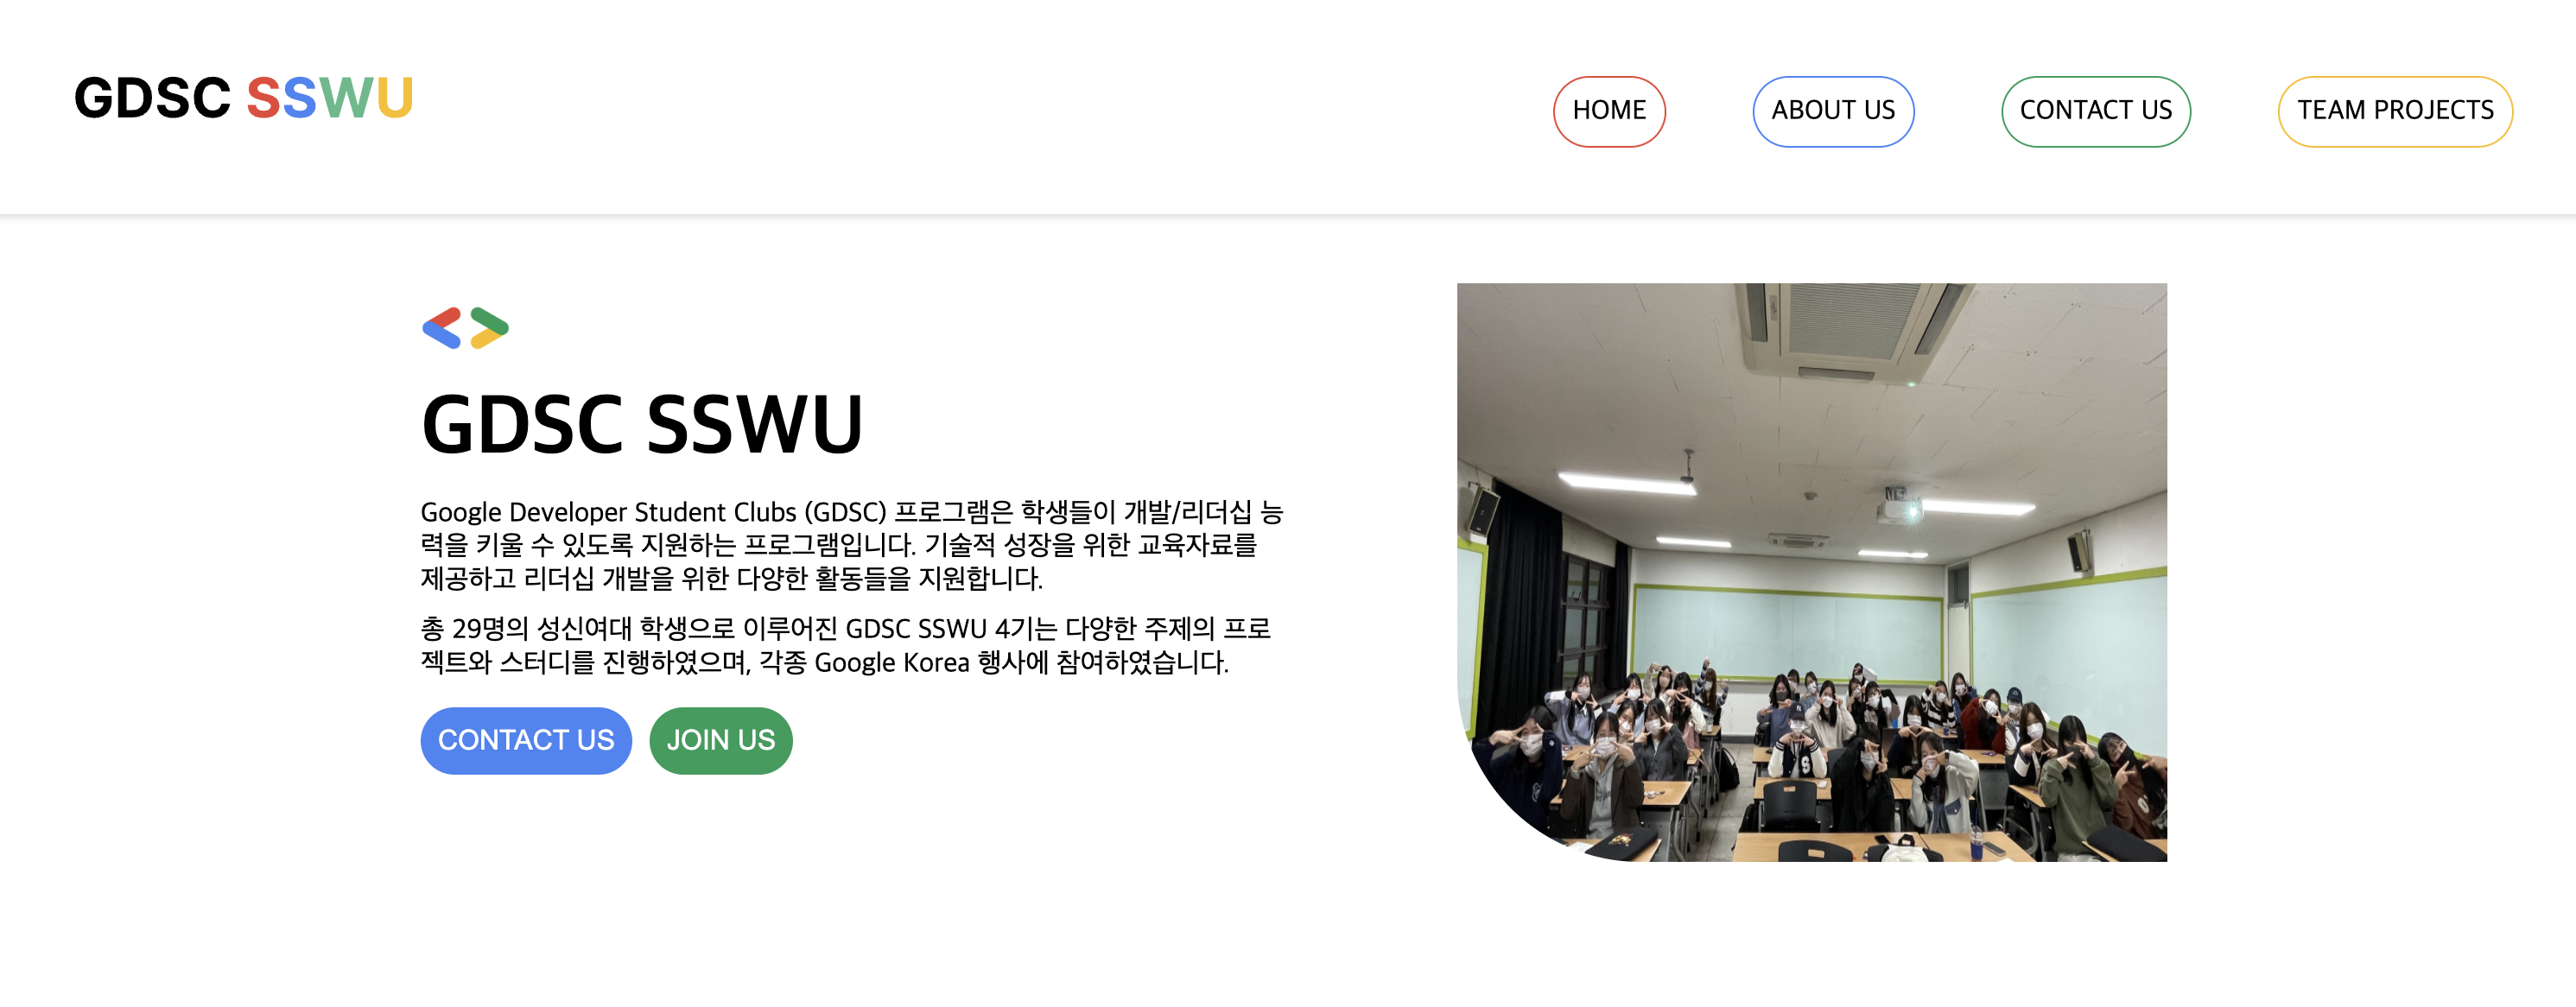 GDSC SSWU
HOME
ABOUT US
CONTACT US
TEAM PROJECTS
GDSC SSWU
Google Developer Student Clubs (GDSC) 프로그램은 학생들이 개발/리더십 능
력을 키울 수 있도록 지원하는 프로그램입니다. 기술적 성장을 위한 교육자료를
제공하고 리더십 개발을 위한 다양한 활동들을 지원합니다.
총 29명의 성신여대 학생으로 이루어진 GDSC SSWU 4기는 다양한 주제의 프로
젝트와 스터디를 진행하였으며, 각종 Google Korea 행사에 참여하였습니다.
CONTACT US
JOIN US